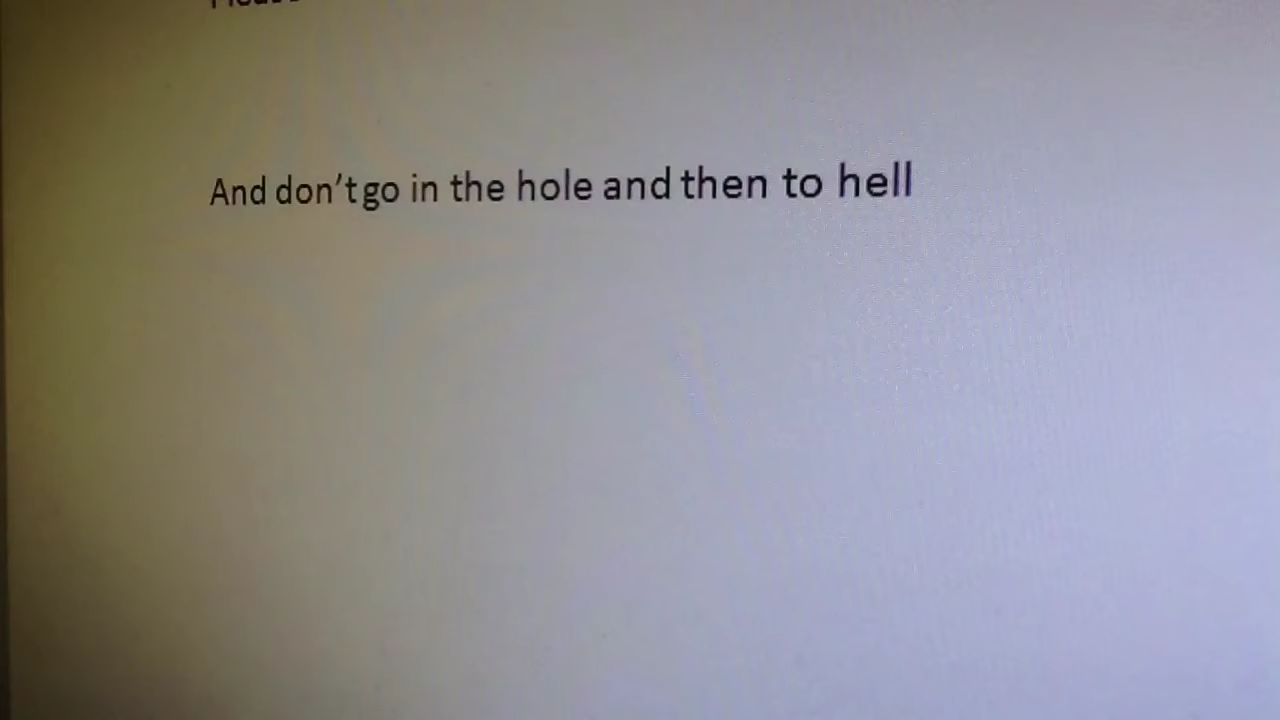 And don't go in the hole and then to hell